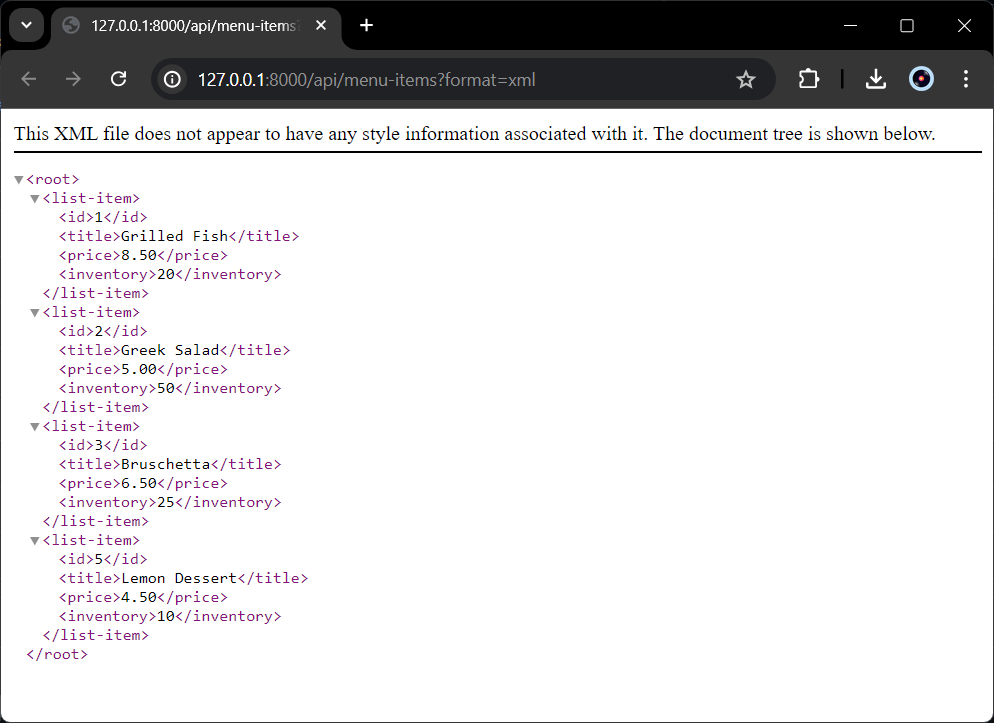 127.0.0.1:8000/api/menu-items
127.0.0.1:8000/api/menu-items?format=xml
This XML file does not appear to have any style information associated with it. The document tree is shown below.
▼<root>
▼<list-item>
<id>1</id>
<title>Grilled Fish</title>
<price>8.50</price>
<inventory>20</inventory>
</list-item>
▼<list-item>
<id>2</id>
<title>Greek Salad</title>
<price>5.00</price>
<inventory>50</inventory>
</list-item>
▼<list-item>
<id>3</id>
<title>Bruschetta</title>
<price>6.50</price>
<inventory>25</inventory>
</list-item>
▼<list-item>
<id>5</id>
<title>Lemon Dessert</title>
<price>4.50</price>
<inventory>10</inventory>
</list-item>
</root>